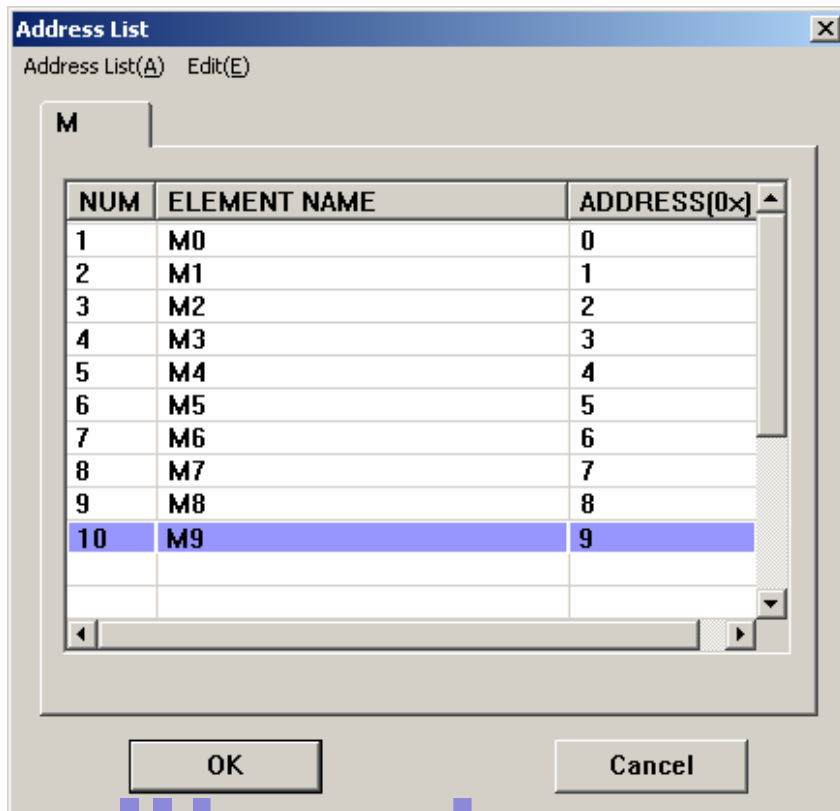 Address List
Address List(A) Edit(E)
M
NUM ELEMENT NAME ADDRESS(0x)
1 M0 0
2 M1 1
3 M2 2
4 M3 3
5 M4 4
6 M5 5
7 M6 6
8 M7 7
9 M8 8
10 M9 9
OK Cancel